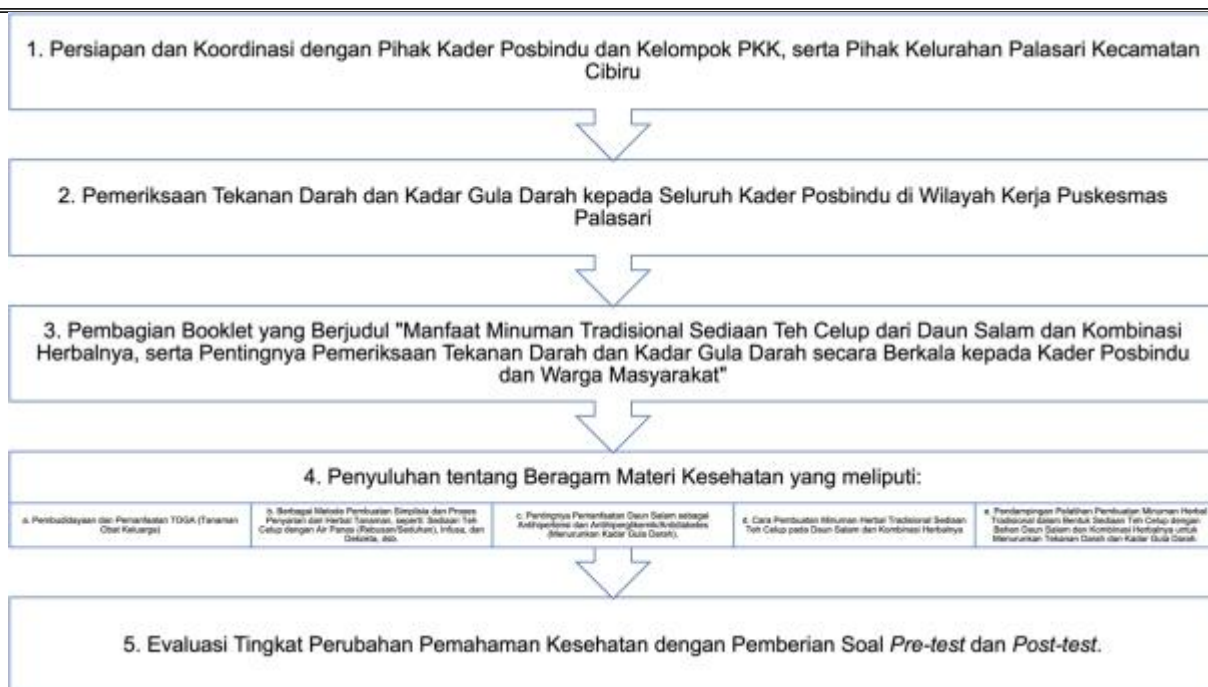 1. Persiapan dan Koordinasi dengan Pihak Kader Posbindu dan Kelompok PKK, serta Pihak Kelurahan Palasari Kecamatan
Cibiru
2. Pemeriksaan Tekanan Darah dan Kadar Gula Darah kepada Seluruh Kader Posbindu di Wilayah Kerja Puskesmas
Palasari
3. Pembagian Booklet yang Berjudul "Manfaat Minuman Tradisional Sediaan Teh Celup dari Daun Salam dan Kombinasi
Herbalnya, serta Pentingnya Pemeriksaan Tekanan Darah dan Kadar Gula Darah secara Berkala kepada Kader Posbindu
dan Warga Masyarakat"
4. Penyuluhan tentang Beragam Materi Kesehatan yang meliputi:
a. Pembudidayaan dan Pemanfaatan TOGA (Tanaman
Obat Keluarga)
b. Berbagai Metode Pembuatan Simplisia dan Proses
Penyarian dari Herbal Tanaman, seperti: Sediaan Teh
Celup dengan Air Panas (Rebusan/Seduhan), Infusa, dan
Dekokta, dsb.
c. Pentingnya Pemanfaatan Daun Salam sebagai
Antihipertensi dan Antihiperglikemik/Antidiabetes
(Menurunkan Kadar Gula Darah).
d. Cara Pembuatan Minuman Herbal Tradisional Sediaan
Teh Celup pada Daun Salam dan Kombinasi Herbalnya
e. Pendampingan Pelatihan Pembuatan Minuman Herbal
Tradisional dalam Bentuk Sediaan Teh Celup dengan
Bahan Daun Salam dan Kombinasi Herbalnya untuk
Menurunkan Tekanan Darah dan Kadar Gula Darah.
5. Evaluasi Tingkat Perubahan Pemahaman Kesehatan dengan Pemberian Soal Pre-test dan Post-test.